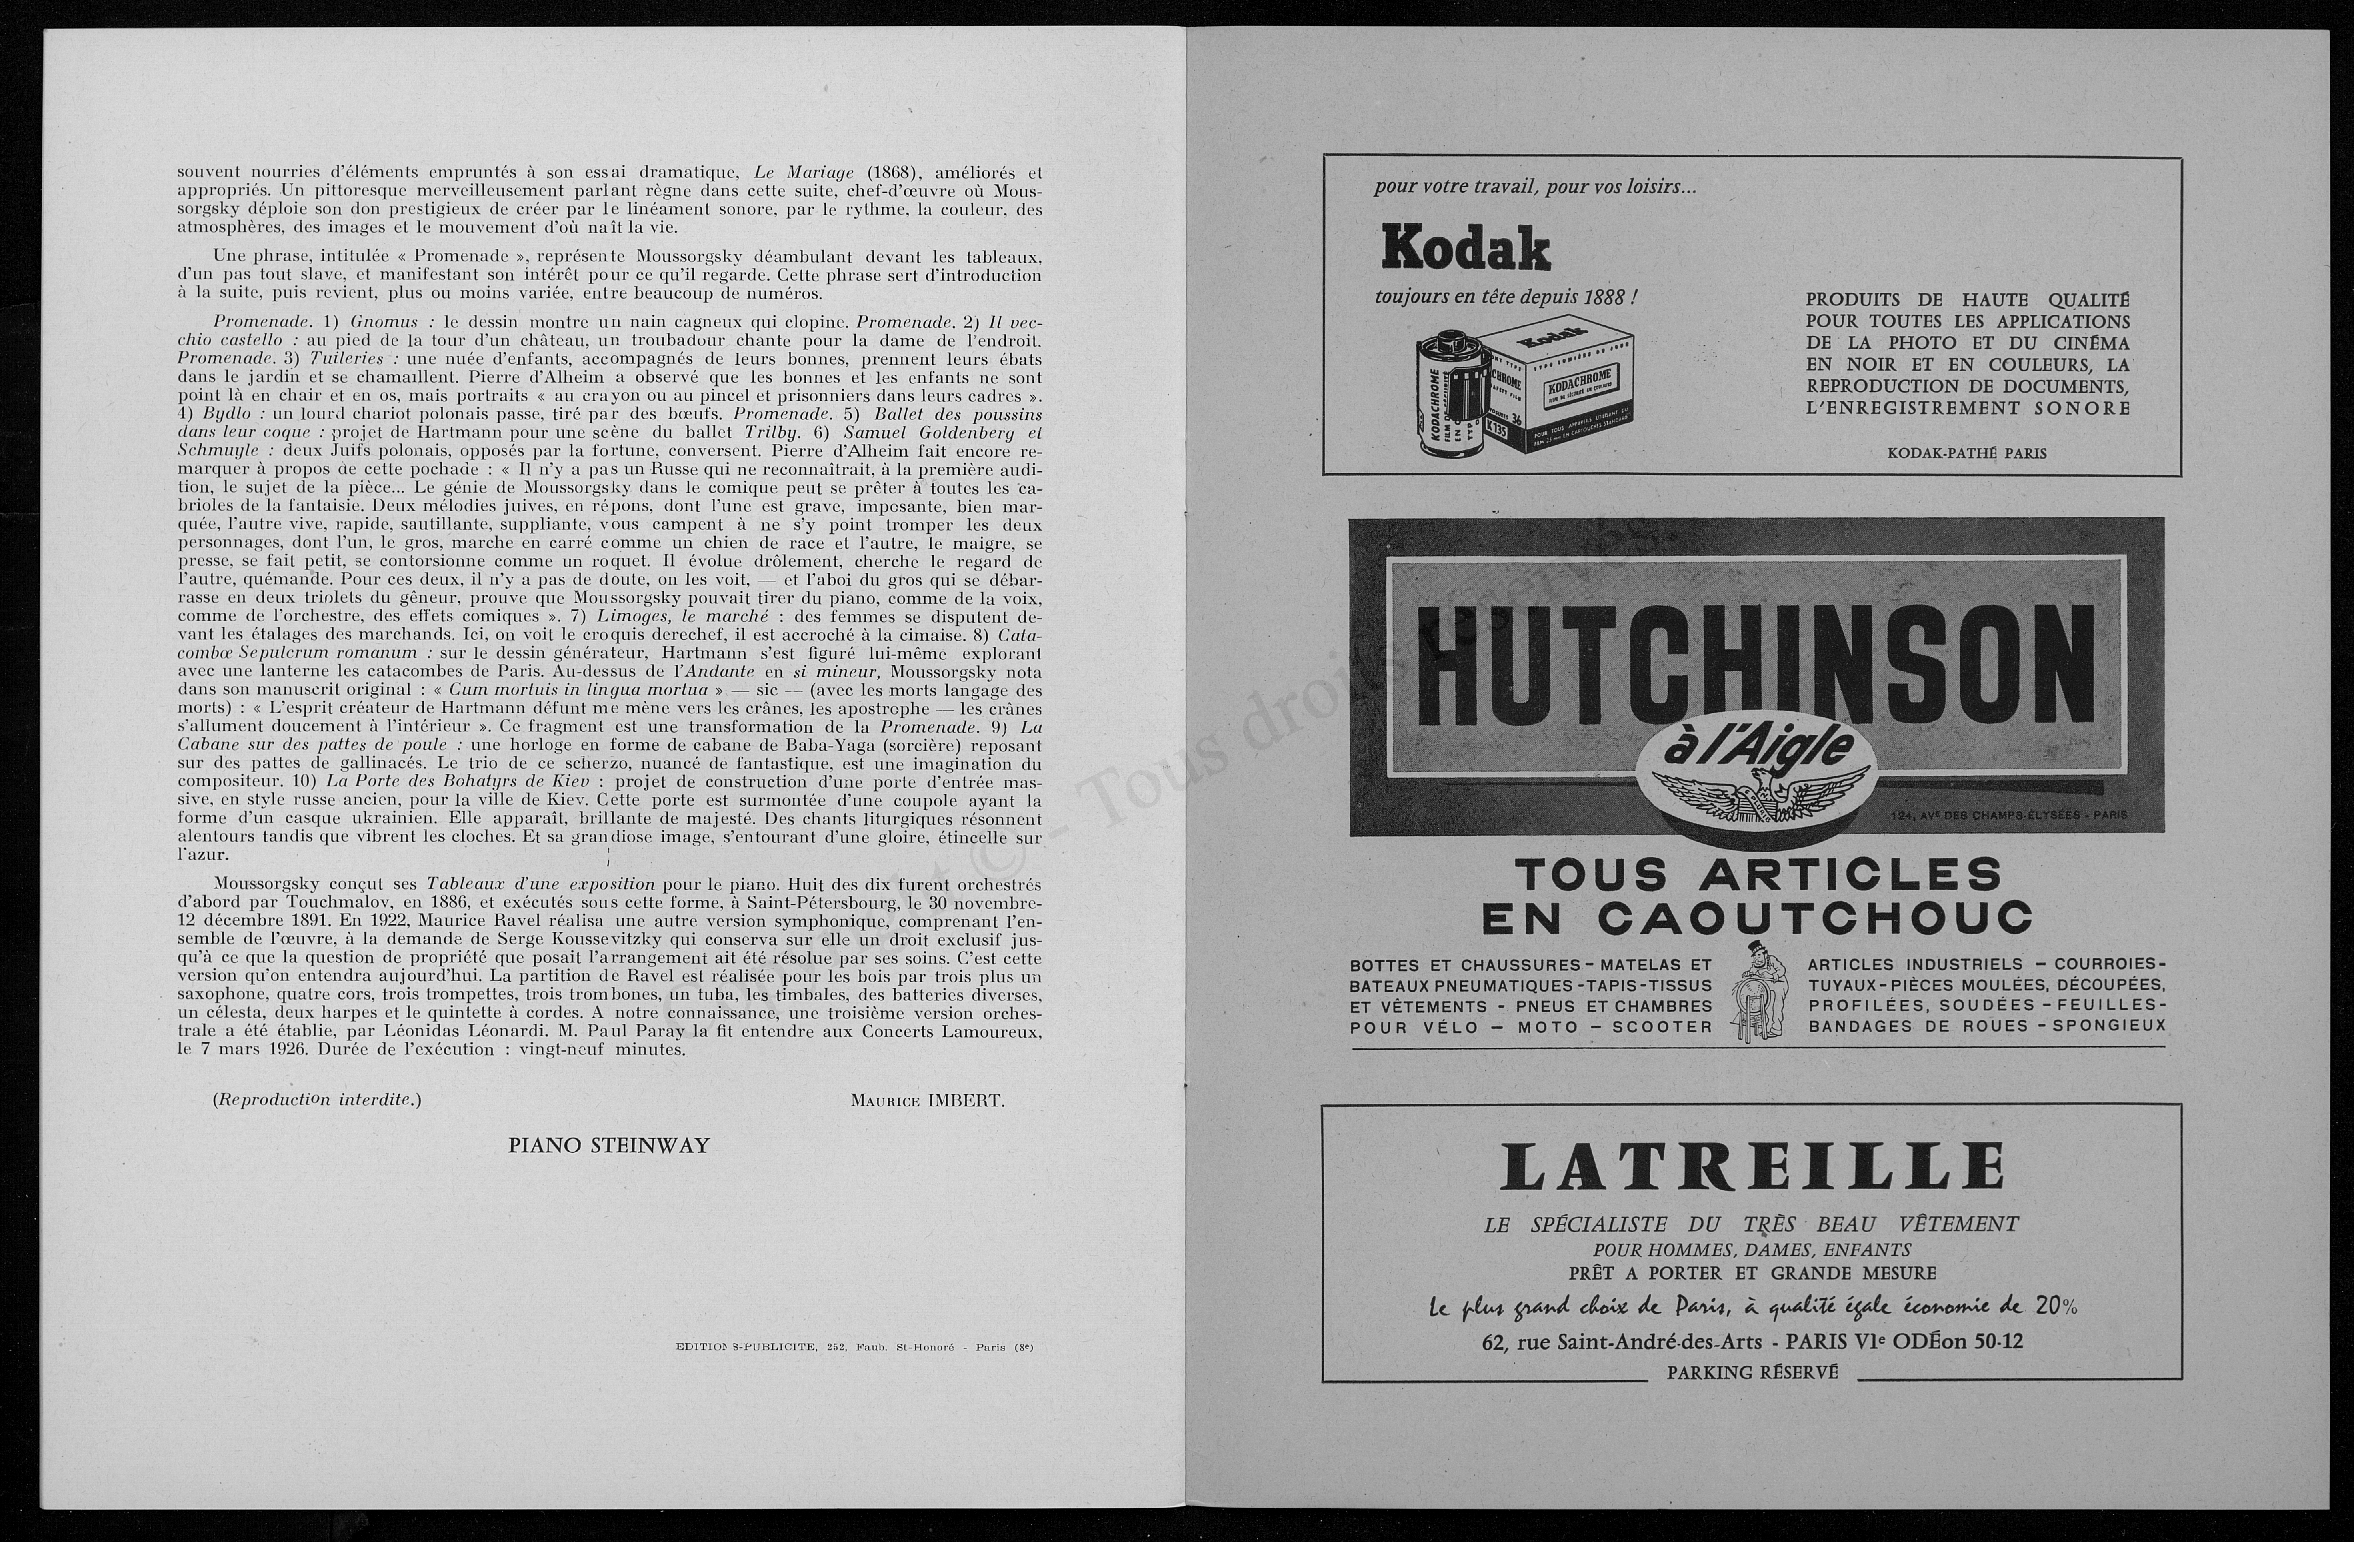 souvent nourries d'éléments empruntés à son essai dramatique, Le Mariage (1868), améliorés et
appropriés. Un pittoresque merveilleusement parlant règne dans cette suite, chef-d'œuvre où Mous-
sorgsky déploie son don prestigieux de créer par le linéament sonore, par le rythme, la couleur, des
atmosphères, des images et le mouvement d'où naît la vie.
Une phrase, intitulée « Promenade », représente Moussorgsky déambulant devant les tableaux,
d'un pas tout slave, et manifestant son intérêt pour ce qu'il regarde. Cette phrase sert d'introduction
à la suite, puis revient, plus ou moins variée, entre beaucoup de numéros.
Promenade. 1) Gnomus : le dessin montre un nain cagneux qui clopine. Promenade. 2) Il vec-
chio castello : au pied de la tour d'un château, un troubadour chante pour la dame de l'endroit.
Promenade. 3) Tuileries : une nuée d'enfants, accompagnés de leurs bonnes, prennent leurs ébats
dans le jardin et se chamaillent. Pierre d'Alheim a observé que les bonnes et les enfants ne sont
point là en chair et en os, mais portraits « au crayon ou au pinceI et prisonniers dans leurs cadres ».
4) Bydlo : un lourd chariot polonais passe, tiré par des bœufs. Promenade. 5) Ballet des poussins
dans leur coque : projet de Hartmann pour une scène du ballet Trilby. 6) Samuel Goldenberg et
Schmuyle : deux Juifs polonais, opposés par la fortune, conversent. Pierre d'Alheim fait encore re-
marquer à propos de cette pochade : « Il n'y a pas un Russe qui ne reconnaîtrait, à la première audi-
tion, le sujet de la pièce... Le génie de Moussorgsky dans le comique peut se prêter à toutes les ca-
brioles de la fantaisie. Deux mélodies juives, en répons, dont l'une est grave, imposante, bien mar-
quée, l'autre vive, rapide, sautillante, suppliante, vous campent à ne s'y point tromper les deux
personnages, dont l'un, le gros, marche en carré comme un chien de race et l'autre, le maigre, se
presse, se fait petit, se contorsionne comme un roquet. Il évolue drôlement, cherche le regard de
l'autre, quémande. Pour ces deux, il n'y a pas de doute, on les voit, — et l'aboi du gros qui se débar-
rasse en deux triolets du gêneur, prouve que Moussorgsky pouvait tirer du piano, comme de la voix,
comme de l'orchestre, des effets comiques ». 7) Limoges, le marché : des femmes se disputent de-
vant les étalages des marchands. Ici, on voit le croquis derechef, il est accroché à la cimaise. 8) Cata-
combœ Sepulcrum romanum : sur le dessin générateur, Hartmann s'est figuré lui-même explorant
avec une lanterne les catacombes de Paris. Au-dessus de l'Andante en si mineur, Moussorgsky nota
dans son manuscrit original : « Cum mortuis in lingua mortua » — sic — (avec les morts langage des
morts) : « L'esprit créateur de Hartmann défunt me mène vers les crânes, les apostrophe — les crânes
s'allument doucement à l'intérieur ». Ce fragment est une transformation de la Promenade. 9) La
Cabane sur des pattes de poule : une horloge en forme de cabane de Baba-Yaga (sorcière) reposant
sur des pattes de gallinacés. Le trio de ce scherzo, nuancé de fantastique, est une imagination du
compositeur. 10) La Porte des Bohatyrs de Kiev : projet de construction d'une porte d'entrée mas-
sive, en style russe ancien, pour la ville de Kiev. Cette porte est surmontée d'une coupole ayant la
forme d'un casque ukrainien. Elle apparaît, brillante de majesté. Des chants liturgiques résonnent
alentours tandis que vibrent les cloches. Et sa grandiose image, s'entourant d'une gloire, étincelle sur
l'azur.
Moussorgsky conçut ses Tableaux d'une exposition pour le piano. Huit des dix furent orchestrés
d'abord par Touchmalov, en 1886, et exécutés sous cette forme, à Saint-Pétersbourg, le 30 novembre-
12 décembre 1891. En 1922, Maurice Ravel réalisa une autre version symphonique, comprenant l'en-
semble de l'œuvre, à la demande de Serge Koussevitzky qui conserva sur elle un droit exclusif jus-
qu'à ce que la question de propriété que posait l'arrangement ait été résolue par ses soins. C'est cette
version qu'on entendra aujourd'hui. La partition de Ravel est réalisée pour les bois par trois plus un
saxophone, quatre cors, trois trompettes, trois trombones, un tuba, les timbales, des batteries diverses,
un célesta, deux harpes et le quintette à cordes. A notre connaissance, une troisième version orches-
trale a été établie, par Léonidas Léonardi. M. Paul Paray la fit entendre aux Concerts Lamoureux,
le 7 mars 1926. Durée de l'exécution : vingt-neuf minutes.
(Reproduction interdite.) MAURICE IMBERT.
PIANO STEINWAY
EDITIONS-PUBLICITE, 252, Faub. St-Honoré - Paris (8e)
pour votre travail, pour vos loisirs...
Kodak
toujours en tête depuis 1888 !
PRODUITS DE HAUTE QUALITÉ
POUR TOUTES LES APPLICATIONS
DE LA PHOTO ET DU CINÉMA
EN NOIR ET EN COULEURS, LA
REPRODUCTION DE DOCUMENTS,
L'ENREGISTREMENT SONORE
KODAK-PATHÉ PARIS
Kodak
KODACHROME
KODACHROME
36
K 135
HUTCHINSON
à l'Aigle
124, AVE DES CHAMPS-ELYSÉES - PARIS
TOUS ARTICLES
EN CAOUTCHOUC
BOTTES ET CHAUSSURES - MATELAS ET
BATEAUX PNEUMATIQUES - TAPIS - TISSUS
ET VÊTEMENTS - PNEUS ET CHAMBRES
POUR VÉLO - MOTO - SCOOTER
ARTICLES INDUSTRIELS - COURROIES -
TUYAUX - PIÈCES MOULÉES, DÉCOUPÉES,
PROFILÉES, SOUDÉES - FEUILLES -
BANDAGES DE ROUES - SPONGIEUX
LATREILLE
LE SPÉCIALISTE DU TRÈS BEAU VÊTEMENT
POUR HOMMES, DAMES, ENFANTS
PRÊT A PORTER ET GRANDE MESURE
Le plus grand choix de Paris, à qualité égale économie de 20%
62, rue Saint-André-des-Arts - PARIS VIe ODÉon 50-12
PARKING RÉSERVÉ
© - Tous droits